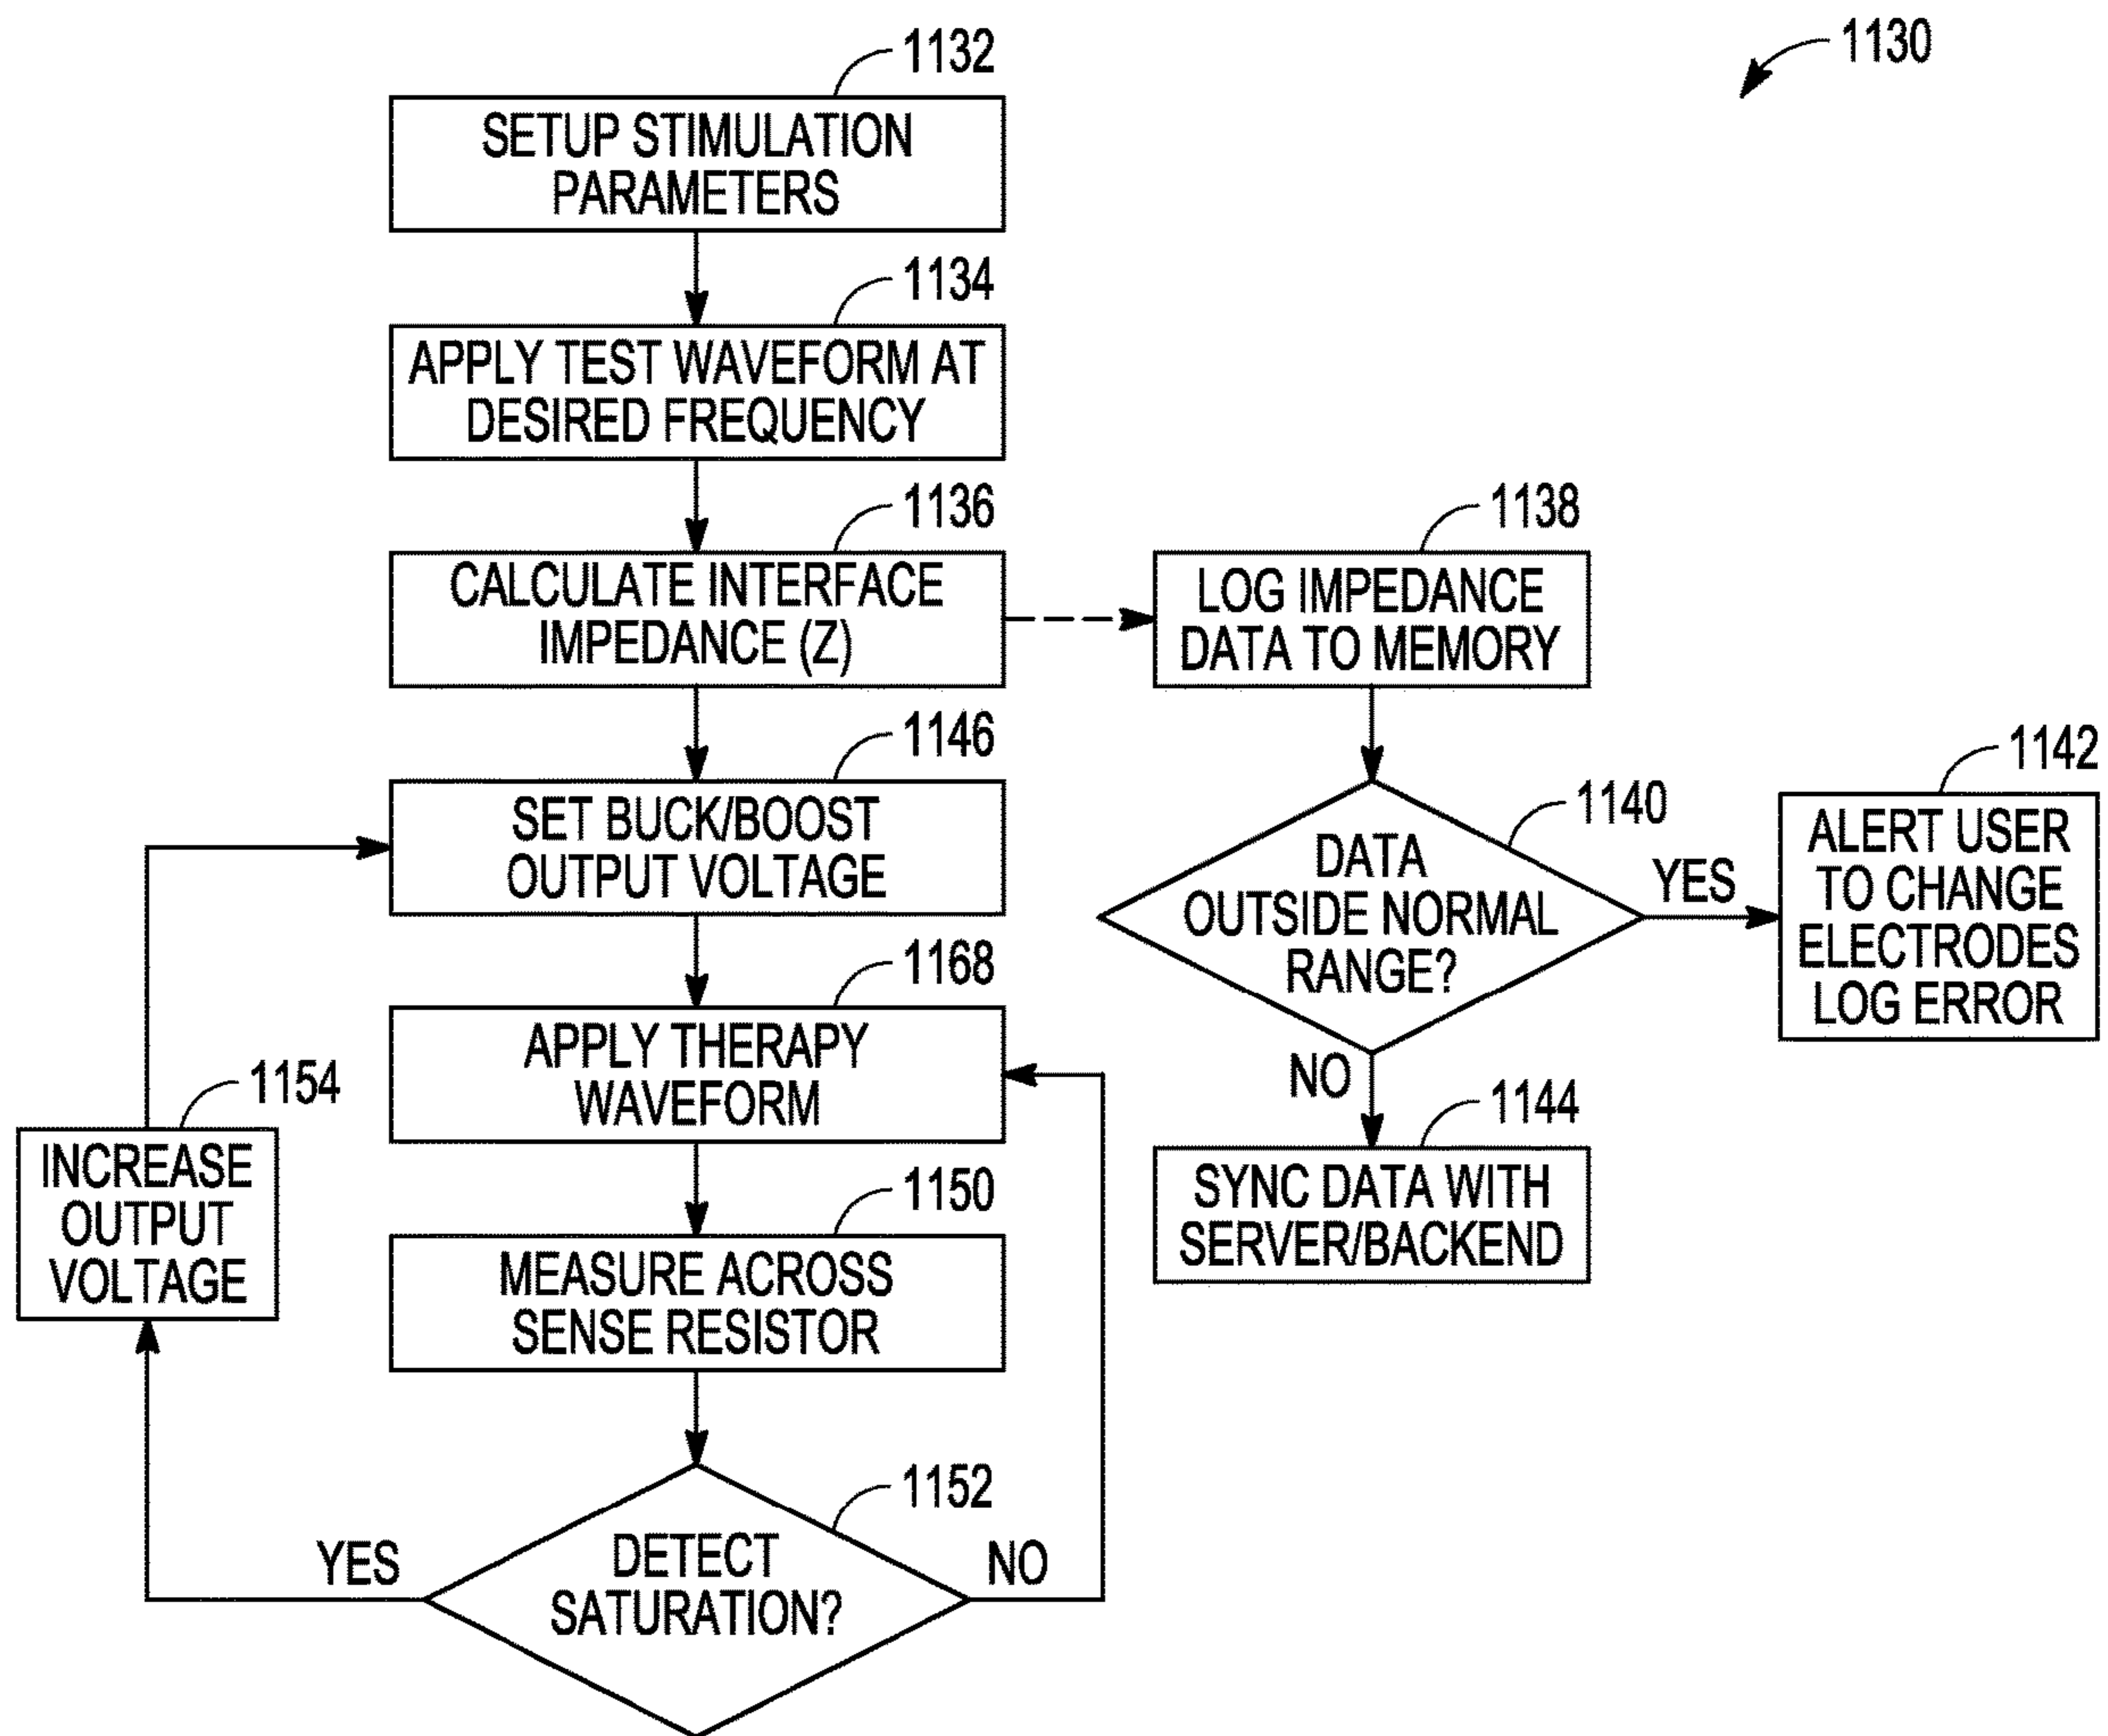 1130
1132
SETUP STIMULATION
PARAMETERS
1134
APPLY TEST WAVEFORM AT
DESIRED FREQUENCY
1136
CALCULATE INTERFACE
IMPEDANCE (Z)
1138
LOG IMPEDANCE
DATA TO MEMORY
1140
DATA
OUTSIDE NORMAL
RANGE?
YES
1142
ALERT USER
TO CHANGE
ELECTRODES
LOG ERROR
NO
1144
SYNC DATA WITH
SERVER/BACKEND
1146
SET BUCK/BOOST
OUTPUT VOLTAGE
1168
APPLY THERAPY
WAVEFORM
1150
MEASURE ACROSS
SENSE RESISTOR
1152
DETECT
SATURATION?
YES
NO
1154
INCREASE
OUTPUT
VOLTAGE